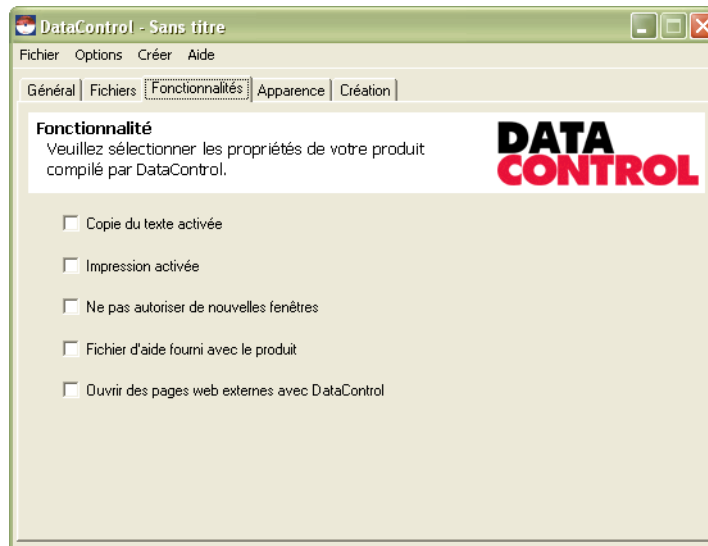 DataControl - Sans titre
Fichier Options Créer Aide
Général Fichiers Fonctionnalités Apparence Création
Fonctionnalité
Veuillez sélectionner les propriétés de votre produit
compilé par DataControl.
DATA
CONTROL
Copie du texte activée
Impression activée
Ne pas autoriser de nouvelles fenêtres
Fichier d'aide fourni avec le produit
Ouvrir des pages web externes avec DataControl